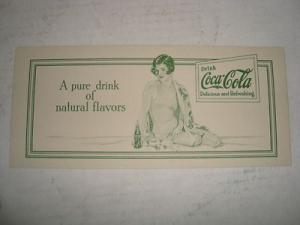 A pure drink
of
natural flavors
Drink
Coca-Cola
Delicious and Refreshing